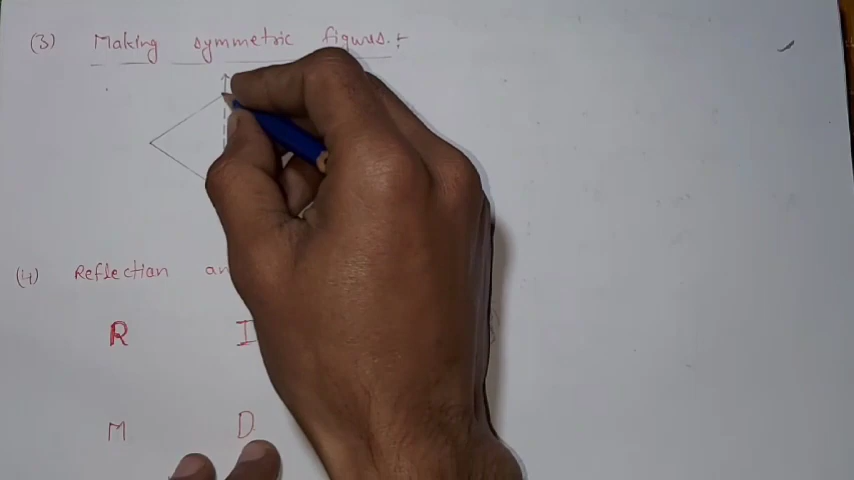 (3) Making symmetric figures :-
(4) Reflection
R I
M D